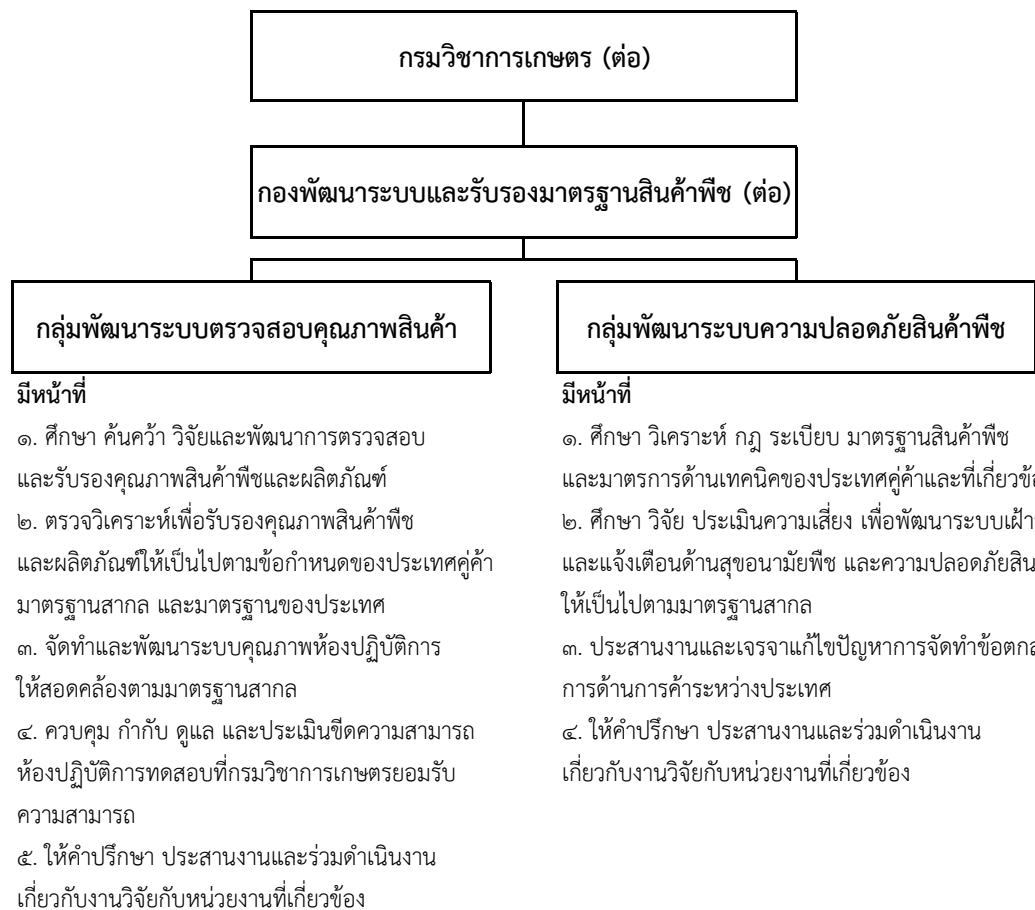 กรมวิชาการเกษตร (ต่อ)
กองพัฒนาระบบและรับรองมาตรฐานสินค้าพืช (ต่อ)
กลุ่มพัฒนาระบบตรวจสอบคุณภาพสินค้า
มีหน้าที่
๑. ศึกษา ค้นคว้า วิจัยและพัฒนาการตรวจสอบ
และรับรองคุณภาพสินค้าพืชและผลิตภัณฑ์
๒. ตรวจวิเคราะห์เพื่อรับรองคุณภาพสินค้าพืช
และผลิตภัณฑ์ให้เป็นไปตามข้อกำหนดของประเทศคู่ค้า
มาตรฐานสากล และมาตรฐานของประเทศ
๓. จัดทำและพัฒนาระบบคุณภาพห้องปฏิบัติการ
ให้สอดคล้องตามมาตรฐานสากล
๔. ควบคุม กำกับ ดูแล และประเมินขีดความสามารถ
ห้องปฏิบัติการทดสอบที่กรมวิชาการเกษตรยอมรับ
ความสามารถ
๕. ให้คำปรึกษา ประสานงานและร่วมดำเนินงาน
เกี่ยวกับงานวิจัยกับหน่วยงานที่เกี่ยวข้อง
กลุ่มพัฒนาระบบความปลอดภัยสินค้าพืช
มีหน้าที่
๑. ศึกษา วิเคราะห์ กฎ ระเบียบ มาตรฐานสินค้าพืช
และมาตรการด้านเทคนิคของประเทศคู่ค้าและที่เกี่ยวข้อ
๒. ศึกษา วิจัย ประเมินความเสี่ยง เพื่อพัฒนาระบบเฝ้า
และแจ้งเตือนด้านสุขอนามัยพืช และความปลอดภัยสิน
ให้เป็นไปตามมาตรฐานสากล
๓. ประสานงานและเจรจาแก้ไขปัญหาการจัดทำข้อตกล
การด้านการค้าระหว่างประเทศ
๔. ให้คำปรึกษา ประสานงานและร่วมดำเนินงาน
เกี่ยวกับงานวิจัยกับหน่วยงานที่เกี่ยวข้อง